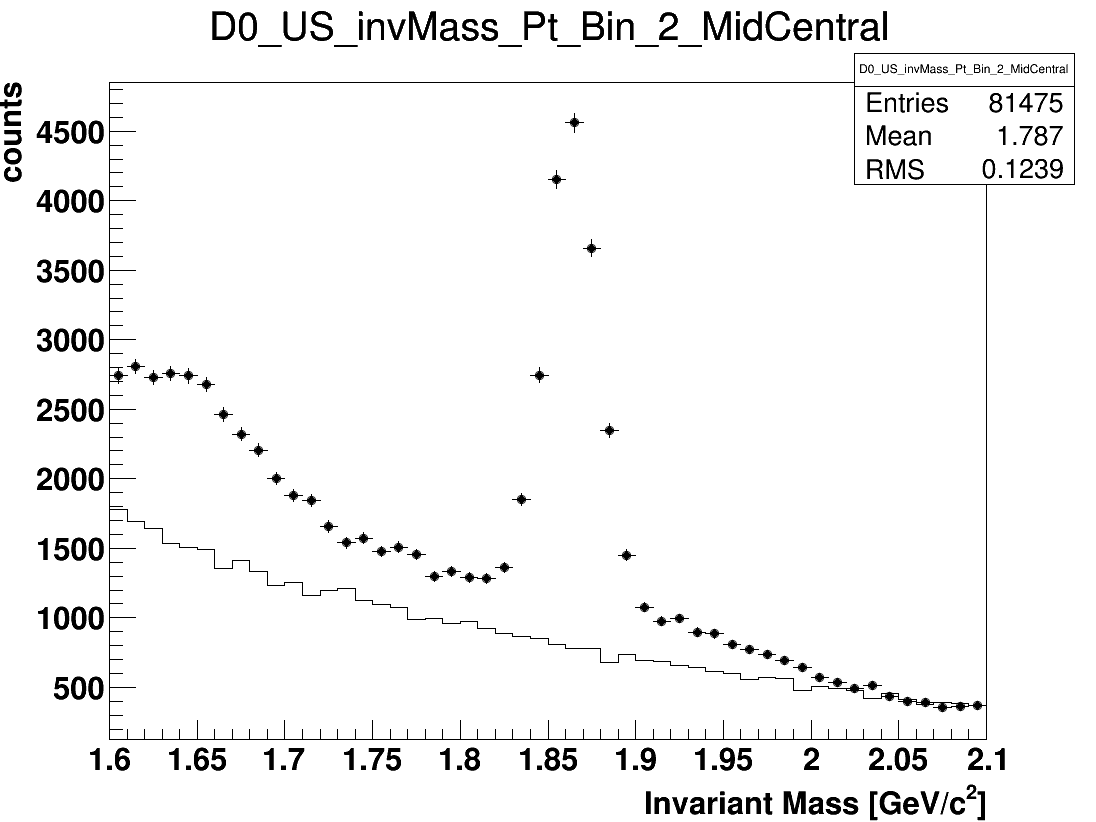 D0_US_invMass_Pt_Bin_2_MidCentral
D0_US_invMass_Pt_Bin_2_MidCentral
Entries 81475
Mean 1.787
RMS 0.1239
counts
4500
4000
3500
3000
2500
2000
1500
1000
500
1.6 1.65 1.7 1.75 1.8 1.85 1.9 1.95 2 2.05 2.1
Invariant Mass [GeV/c²]